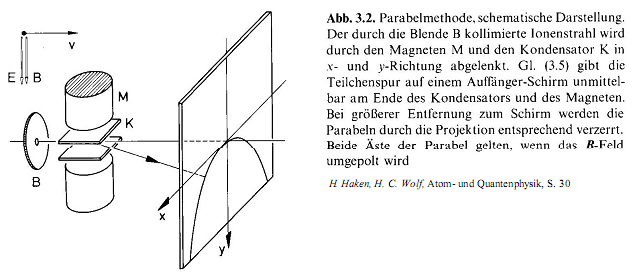 v
E B
M
K
B
x
y
Abb. 3.2. Parabelmethode, schematische Darstellung.
Der durch die Blende B kollimierte Ionenstrahl wird
durch den Magneten M und den Kondensator K in
x- und y-Richtung abgelenkt. Gl. (3.5) gibt die
Teilchenspur auf einem Auffänger-Schirm unmittel-
bar am Ende des Kondensators und des Magneten.
Bei größerer Entfernung zum Schirm werden die
Parabeln durch die Projektion entsprechend verzerrt.
Beide Äste der Parabel gelten, wenn das B-Feld
umgepolt wird
H Haken, H. C. Wolf, Atom- und Quantenphysik, S. 30